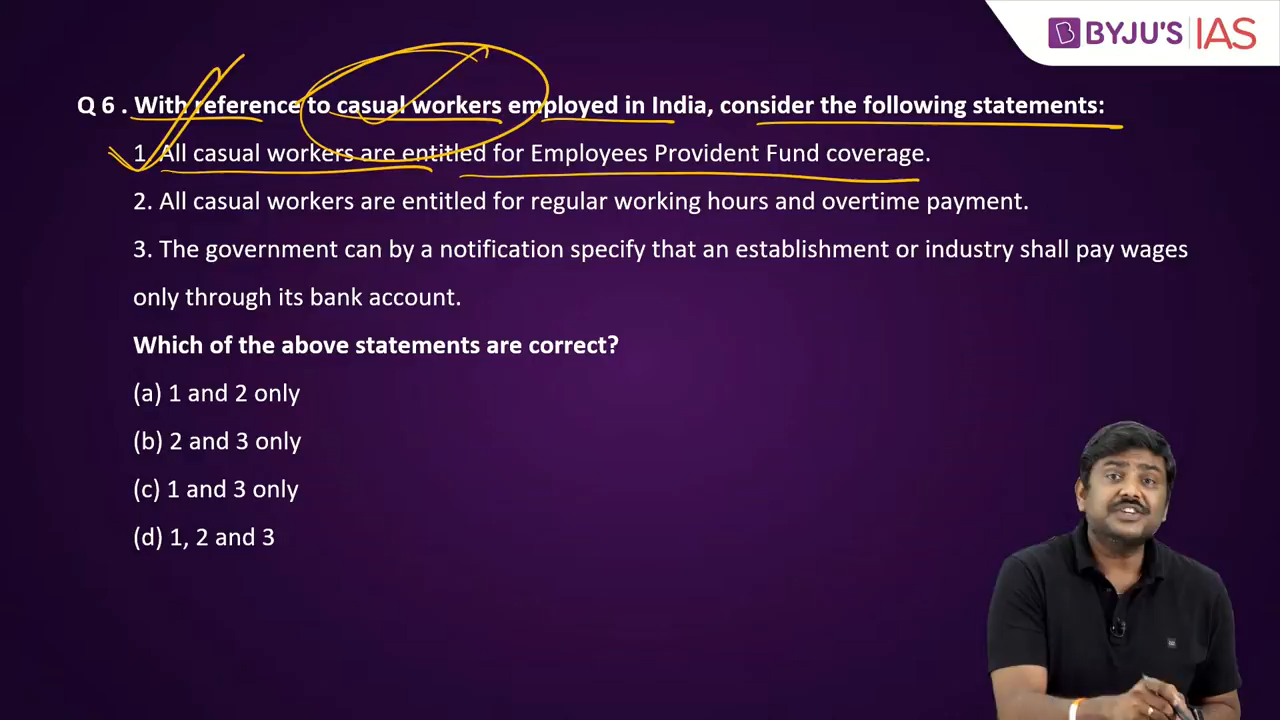 BYJU'S IAS
Q 6 . With reference to casual workers employed in India, consider the following statements:
1. All casual workers are entitled for Employees Provident Fund coverage.
2. All casual workers are entitled for regular working hours and overtime payment.
3. The government can by a notification specify that an establishment or industry shall pay wages
only through its bank account.
Which of the above statements are correct?
(a) 1 and 2 only
(b) 2 and 3 only
(c) 1 and 3 only
(d) 1, 2 and 3